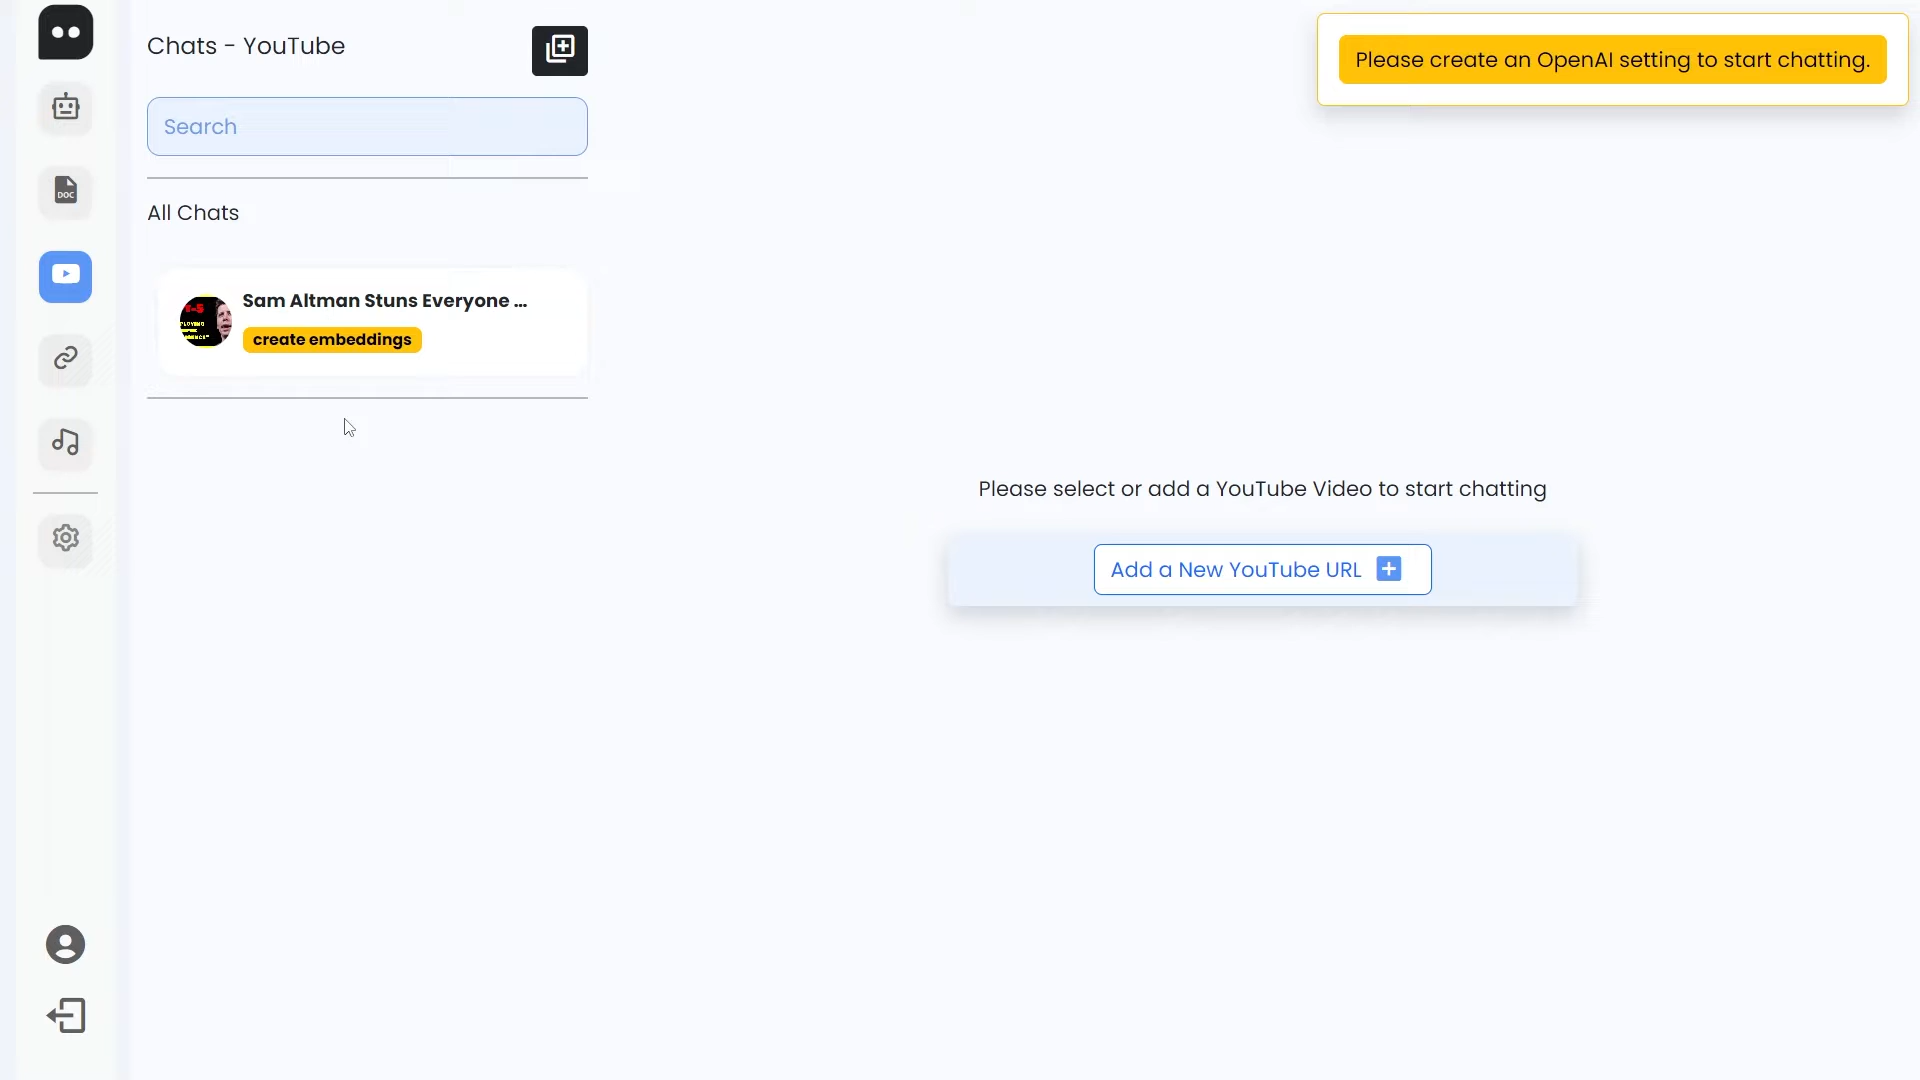 Chats - YouTube
Please create an OpenAI setting to start chatting.
Search
DOC
All Chats
Sam Altman Stuns Everyone ...
create embeddings
Please select or add a YouTube Video to start chatting
Add a New YouTube URL